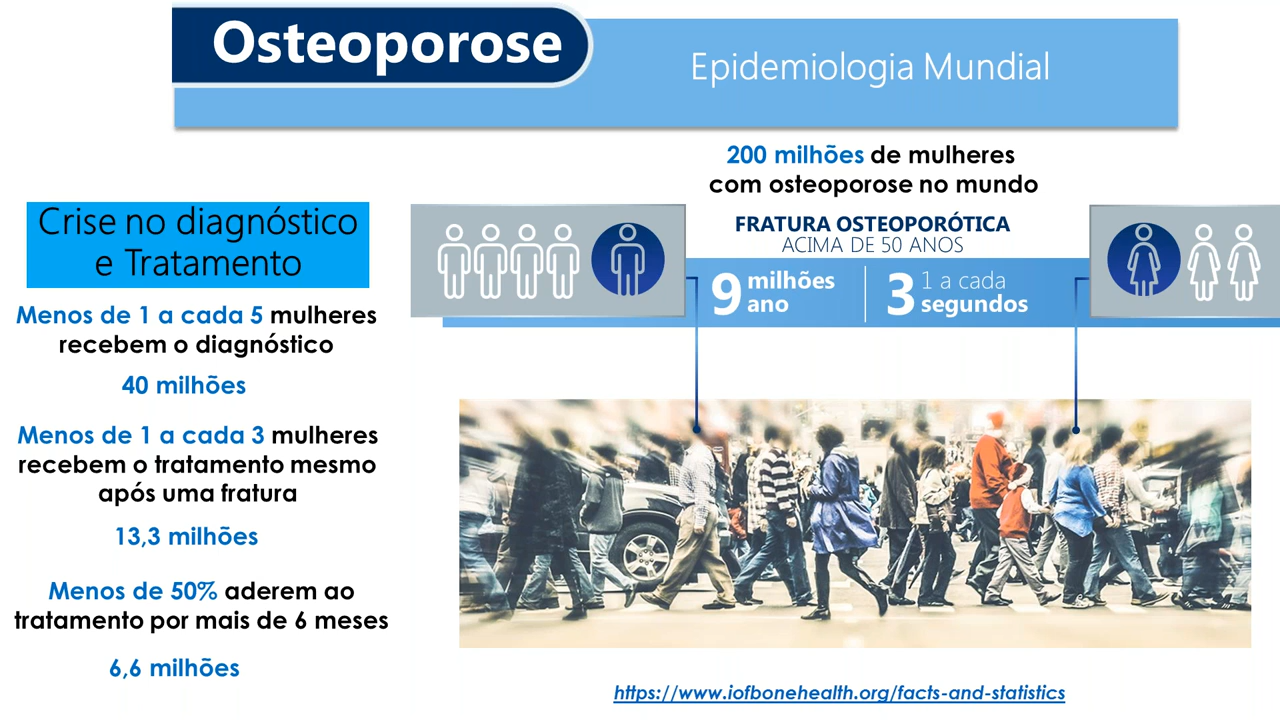 Osteoporose
Epidemiologia Mundial
200 milhões de mulheres
com osteoporose no mundo
Crise no diagnóstico
e Tratamento
Menos de 1 a cada 5 mulheres
recebem o diagnóstico
40 milhões
Menos de 1 a cada 3 mulheres
recebem o tratamento mesmo
após uma fratura
13,3 milhões
Menos de 50% aderem ao
tratamento por mais de 6 meses
6,6 milhões
FRATURA OSTEOPORÓTICA
ACIMA DE 50 ANOS
9 milhões
ano
3 1 a cada
segundos
https://www.iofbonehealth.org/facts-and-statistics